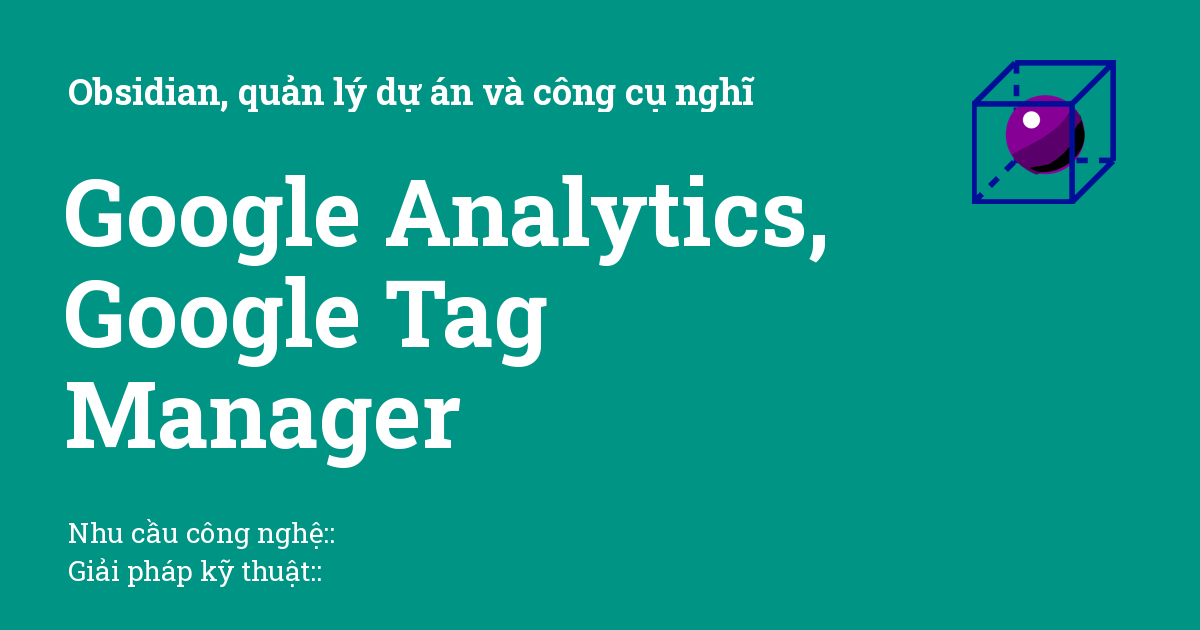 Obsidian, quản lý dự án và công cụ nghĩ
Google Analytics,
Google Tag
Manager
Nhu cầu công nghệ::
Giải pháp kỹ thuật::